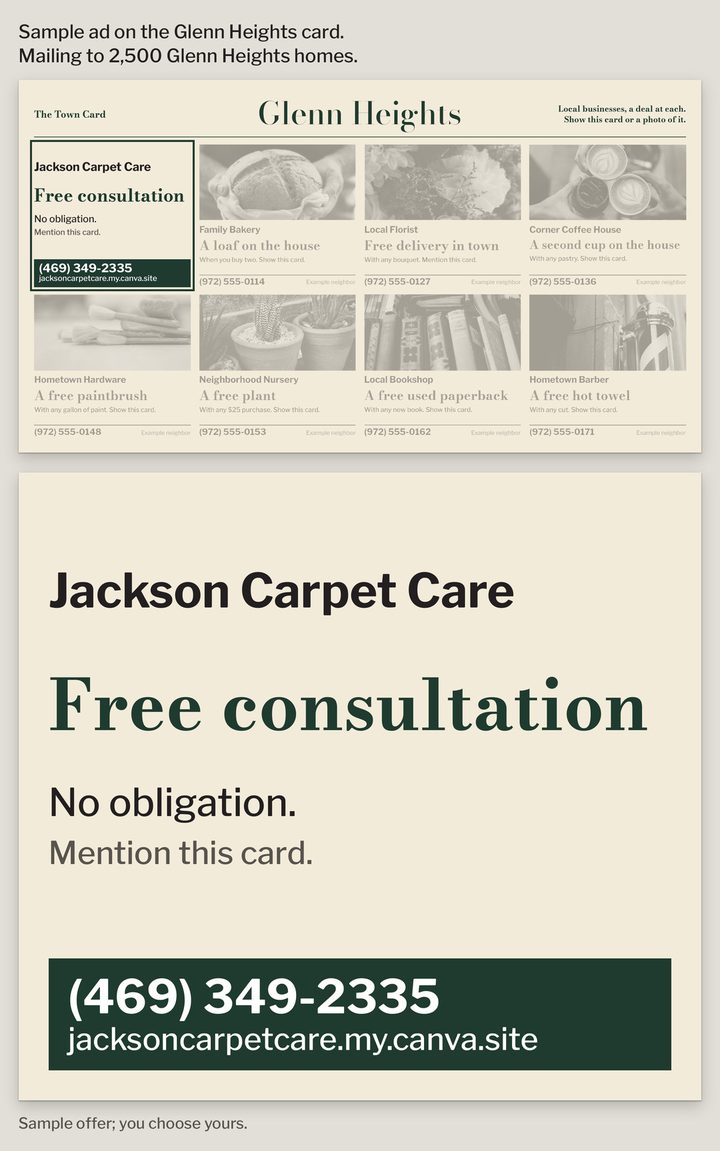 Sample ad on the Glenn Heights card.
Mailing to 2,500 Glenn Heights homes.
The Town Card
Glenn Heights
Local businesses, a deal at each.
Show this card or a photo of it.
Jackson Carpet Care
Free consultation
No obligation.
Mention this card.
(469) 349-2335
jacksoncarpetcare.my.canva.site
Family Bakery
A loaf on the house
When you buy two. Show this card.
(972) 555-0114
Example neighbor
Local Florist
Free delivery in town
With any bouquet. Mention this card.
(972) 555-0127
Example neighbor
Corner Coffee House
A second cup on the house
With any pastry. Show this card.
(972) 555-0136
Example neighbor
Hometown Hardware
A free paintbrush
With any gallon of paint. Show this card.
(972) 555-0148
Example neighbor
Neighborhood Nursery
A free plant
With any $25 purchase. Show this card.
(972) 555-0153
Example neighbor
Local Bookshop
A free used paperback
With any new book. Show this card.
(972) 555-0162
Example neighbor
Hometown Barber
A free hot towel
With any cut. Show this card.
(972) 555-0171
Example neighbor
Jackson Carpet Care
Free consultation
No obligation.
Mention this card.
(469) 349-2335
jacksoncarpetcare.my.canva.site
Sample offer; you choose yours.